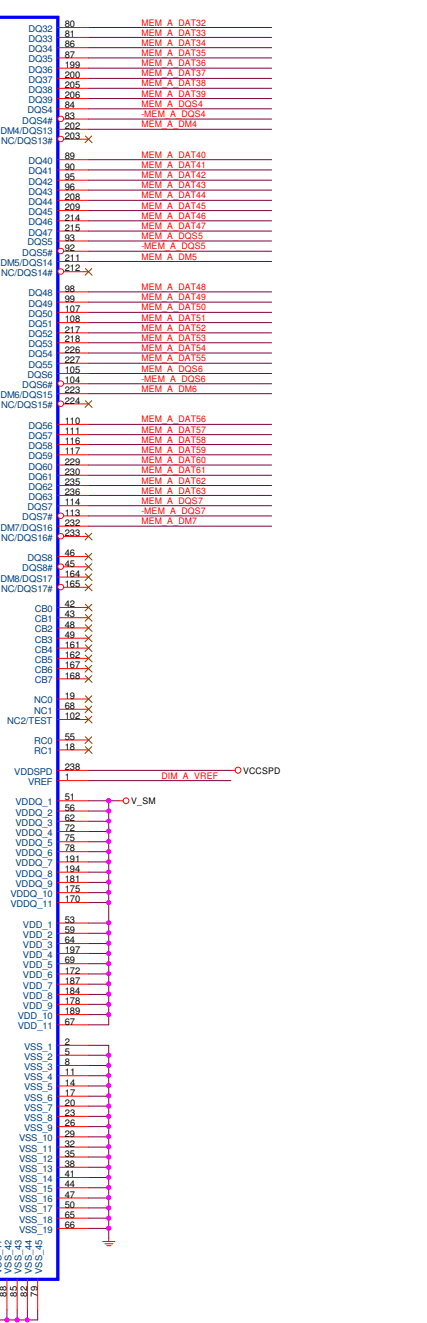 DQ32 80 MEM_A_DAT32
DQ33 81 MEM_A_DAT33
DQ34 86 MEM_A_DAT34
DQ35 87 MEM_A_DAT35
DQ36 199 MEM_A_DAT36
DQ37 200 MEM_A_DAT37
DQ38 205 MEM_A_DAT38
DQ39 206 MEM_A_DAT39
DQS4 84 MEM_A_DQS4
DQS4# 83 -MEM_A_DQS4
DM4/DQS13 202 MEM_A_DM4
NC/DQS13# 203
DQ40 89 MEM_A_DAT40
DQ41 90 MEM_A_DAT41
DQ42 95 MEM_A_DAT42
DQ43 96 MEM_A_DAT43
DQ44 208 MEM_A_DAT44
DQ45 209 MEM_A_DAT45
DQ46 214 MEM_A_DAT46
DQ47 215 MEM_A_DAT47
DQS5 93 MEM_A_DQS5
DQS5# 92 -MEM_A_DQS5
DM5/DQS14 211 MEM_A_DM5
NC/DQS14# 212
DQ48 98 MEM_A_DAT48
DQ49 99 MEM_A_DAT49
DQ50 107 MEM_A_DAT50
DQ51 108 MEM_A_DAT51
DQ52 217 MEM_A_DAT52
DQ53 218 MEM_A_DAT53
DQ54 226 MEM_A_DAT54
DQ55 227 MEM_A_DAT55
DQS6 105 MEM_A_DQS6
DQS6# 104 -MEM_A_DQS6
DM6/DQS15 223 MEM_A_DM6
NC/DQS15# 224
DQ56 110 MEM_A_DAT56
DQ57 111 MEM_A_DAT57
DQ58 116 MEM_A_DAT58
DQ59 117 MEM_A_DAT59
DQ60 229 MEM_A_DAT60
DQ61 230 MEM_A_DAT61
DQ62 235 MEM_A_DAT62
DQ63 236 MEM_A_DAT63
DQS7 114 MEM_A_DQS7
DQS7# 113 -MEM_A_DQS7
DM7/DQS16 232 MEM_A_DM7
NC/DQS16# 233
DQS8 46
DQS8# 45
DM8/DQS17 164
NC/DQS17# 165
CB0 42
CB1 43
CB2 48
CB3 49
CB4 161
CB5 162
CB6 167
CB7 168
NC0 19
NC1 68
NC2/TEST 102
RC0 55
RC1 18
VDDSPD 238 VCCSPD
VREF 1 DIM_A_VREF
VDDQ_1 51 V_SM
VDDQ_2 56
VDDQ_3 62
VDDQ_4 72
VDDQ_5 75
VDDQ_6 78
VDDQ_7 191
VDDQ_8 194
VDDQ_9 181
VDDQ_10 175
VDDQ_11 170
VDD_1 53
VDD_2 59
VDD_3 64
VDD_4 197
VDD_5 69
VDD_6 172
VDD_7 187
VDD_8 184
VDD_9 178
VDD_10 189
VDD_11 67
VSS_1 2
VSS_2 5
VSS_3 8
VSS_4 11
VSS_5 14
VSS_6 17
VSS_7 20
VSS_8 23
VSS_9 26
VSS_10 29
VSS_11 32
VSS_12 35
VSS_13 38
VSS_14 41
VSS_15 44
VSS_16 47
VSS_17 50
VSS_18 65
VSS_19 66
VSS_42 88
VSS_43 85
VSS_44 82
VSS_45 79